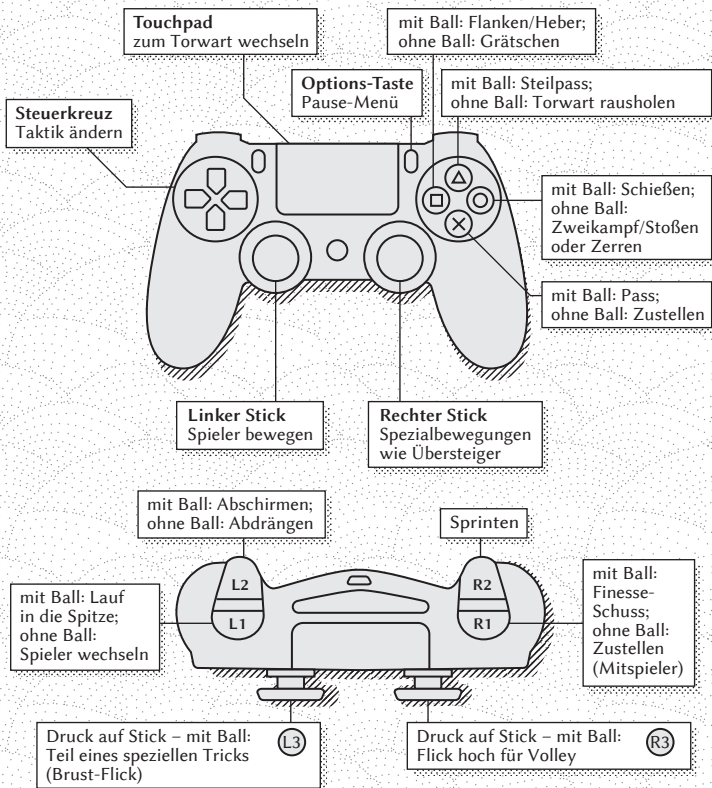 Touchpad
zum Torwart wechseln
mit Ball: Flanken/Heber;
ohne Ball: Grätschen
Options-Taste
Pause-Menü
mit Ball: Steilpass;
ohne Ball: Torwart rausholen
Steuerkreuz
Taktik ändern
mit Ball: Schießen;
ohne Ball:
Zweikampf/Stoßen
oder Zerren
mit Ball: Pass;
ohne Ball: Zustellen
Linker Stick
Spieler bewegen
Rechter Stick
Spezialbewegungen
wie Übersteiger
mit Ball: Abschirmen;
ohne Ball: Abdrängen
Sprinten
L2
R2
L1
R1
mit Ball: Lauf
in die Spitze;
ohne Ball:
Spieler wechseln
mit Ball:
Finesse-
Schuss;
ohne Ball:
Zustellen
(Mitspieler)
Druck auf Stick – mit Ball:
Teil eines speziellen Tricks
(Brust-Flick)
L3
Druck auf Stick – mit Ball:
Flick hoch für Volley
R3